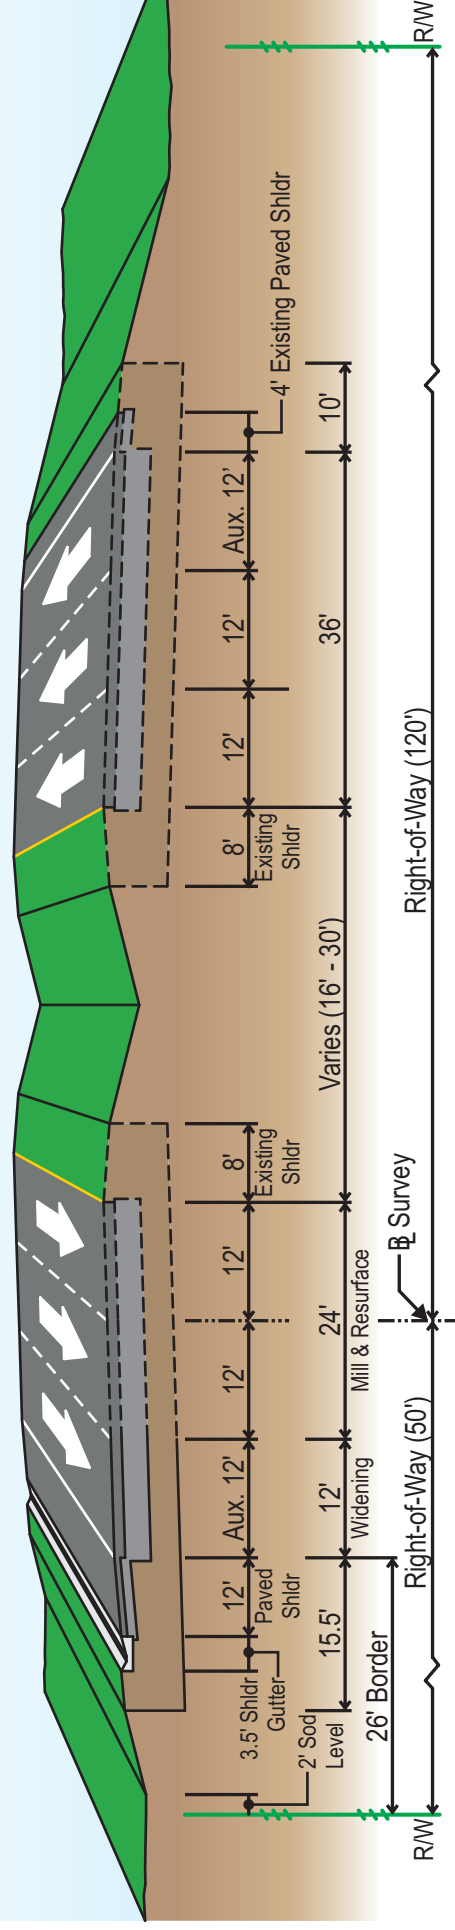 3.5' Shldr
Gutter
12'
Paved
Shldr
Aux. 12'
12'
12'
8'
Existing
Shldr
8'
Existing
Shldr
12'
12'
Aux. 12'
4' Existing Paved Shldr
2' Sod
Level
15.5'
12'
Widening
24'
Mill & Resurface
Varies (16' - 30')
36'
10'
26' Border
BL Survey
R/W
Right-of-Way (50')
Right-of-Way (120')
R/W